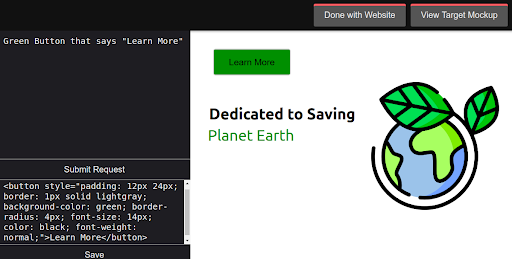 Done with Website
View Target Mockup
Green Button that says "Learn More"
Learn More
Dedicated to Saving
Planet Earth
Submit Request
<button style="padding: 12px 24px;
border: 1px solid lightgray;
background-color: green; border-
radius: 4px; font-size: 14px;
color: black; font-weight:
normal;">Learn More</button>
Save